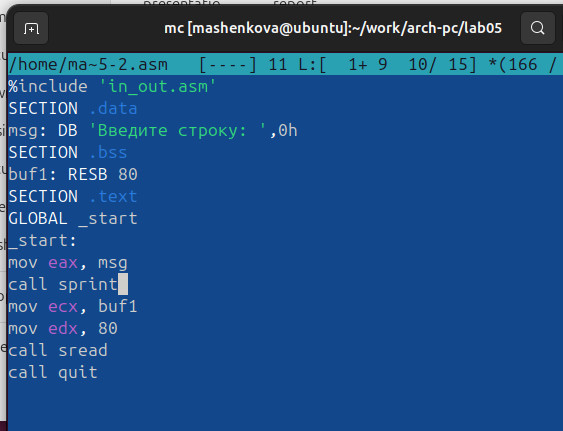 presentatio report
mc [mashenkova@ubuntu]:~/work/arch-pc/lab05
/home/ma~5-2.asm [----] 11 L:[ 1+ 9 10/ 15] *(166 /
%include 'in_out.asm'
SECTION .data
msg: DB 'Введите строку: ',0h
SECTION .bss
buf1: RESB 80
SECTION .text
GLOBAL _start
_start:
mov eax, msg
call sprint
mov ecx, buf1
mov edx, 80
call sread
call quit